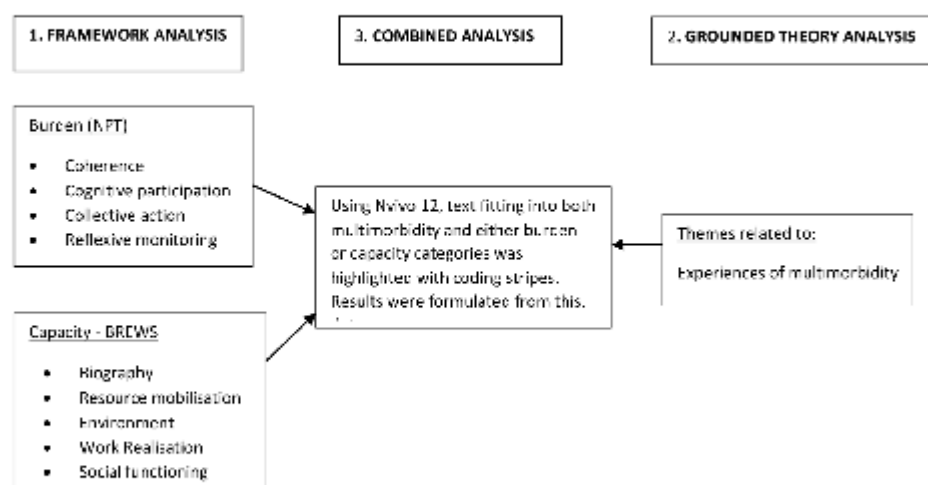 1. FRAMEWORK ANALYSIS
3. COMBINED ANALYSIS
2. GROUNDED THEORY ANALYSIS
Burden (NPT)
• Coherence
• Cognitive participation
• Collective action
• Reflexive monitoring
Capacity - BREWS
• Biography
• Resource mobilisation
• Environment
• Work Realisation
• Social functioning
Using Nvivo 12, text fitting into both
multimorbidity and either burden
or capacity categories was
highlighted with coding stripes.
Results were formulated from this.
Themes related to:
Experiences of multimorbidity